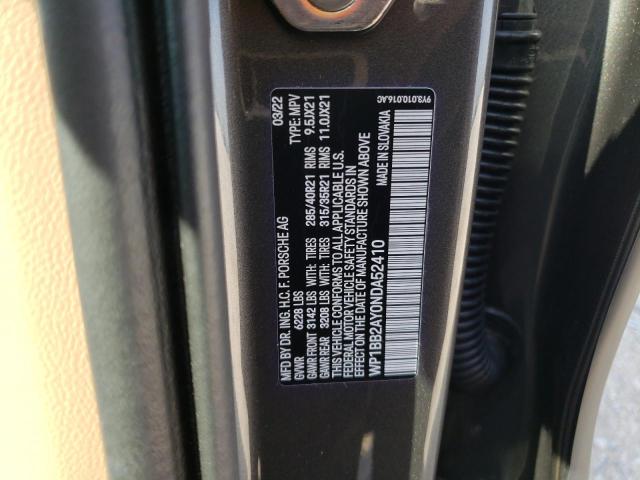 MFD BY DR. ING. H.C. F. PORSCHE AG 03/22
GVWR 6228 LBS TYPE: MPV
GAWR FRONT 3142 LBS WITH: TIRES 285/40R21 RIMS 9.5JX21
GAWR REAR 3208 LBS WITH: TIRES 315/35R21 RIMS 11.0JX21
THIS VEHICLE CONFORMS TO ALL APPLICABLE U.S.
FEDERAL MOTOR VEHICLE SAFETY STANDARDS IN
EFFECT ON THE DATE OF MANUFACTURE SHOWN ABOVE
WP1BB2AY0NDA52410 MADE IN SLOVAKIA
9Y3.010.016.AC